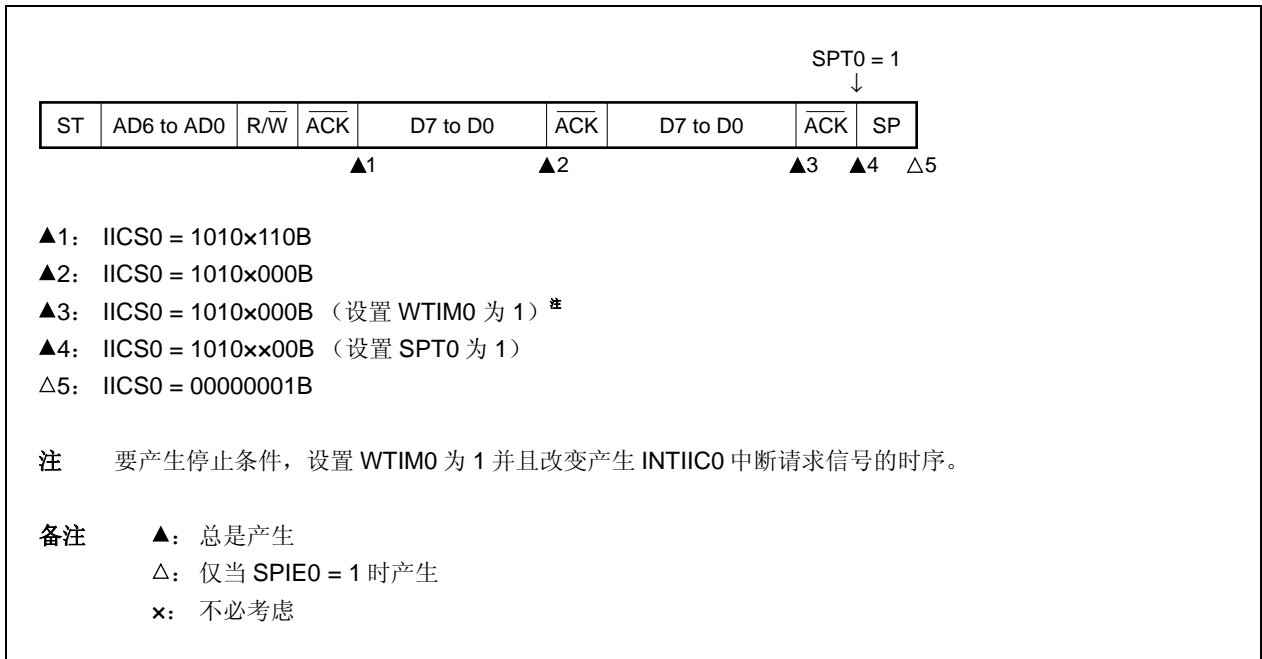 SPT0 = 1
↓
ST AD6 to AD0 R/W̅ A̅C̅K̅ D7 to D0 A̅C̅K̅ D7 to D0 A̅C̅K̅ SP
▲1 ▲2 ▲3 ▲4 △5
▲1： IICS0 = 1010×110B
▲2： IICS0 = 1010×000B
▲3： IICS0 = 1010×000B （设置 WTIM0 为 1）注
▲4： IICS0 = 1010××00B （设置 SPT0 为 1）
△5： IICS0 = 00000001B
注 要产生停止条件，设置 WTIM0 为 1 并且改变产生 INTIIC0 中断请求信号的时序。
备注 ▲： 总是产生
△： 仅当 SPIE0 = 1 时产生
×： 不必考虑